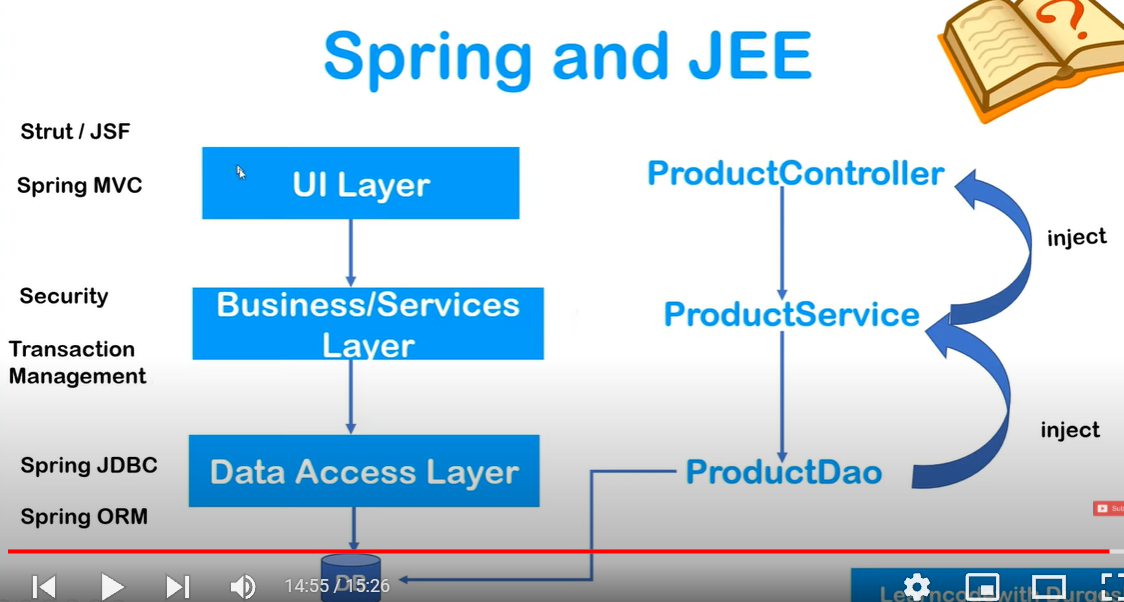 Spring and JEE
Strut / JSF
Spring MVC
UI Layer
ProductController
inject
Security
Business/Services
Layer
ProductService
Transaction
Management
inject
Spring JDBC
Data Access Layer
ProductDao
Spring ORM
DB
14:55 / 15:26